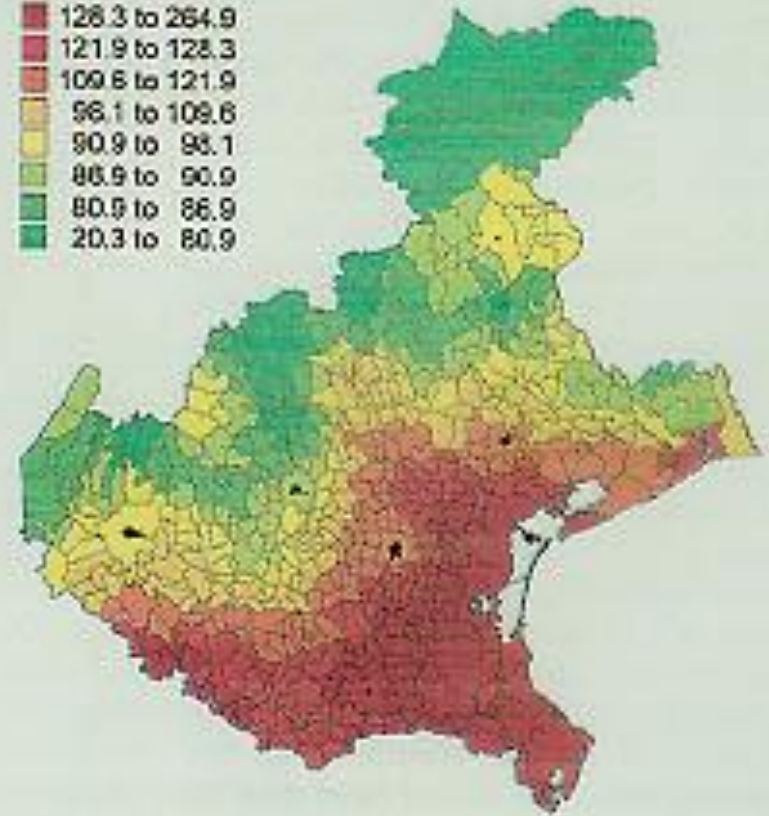 128.3 to 264.9
121.9 to 128.3
109.6 to 121.9
98.1 to 109.6
90.9 to 98.1
86.9 to 90.9
80.9 to 86.9
20.3 to 80.9